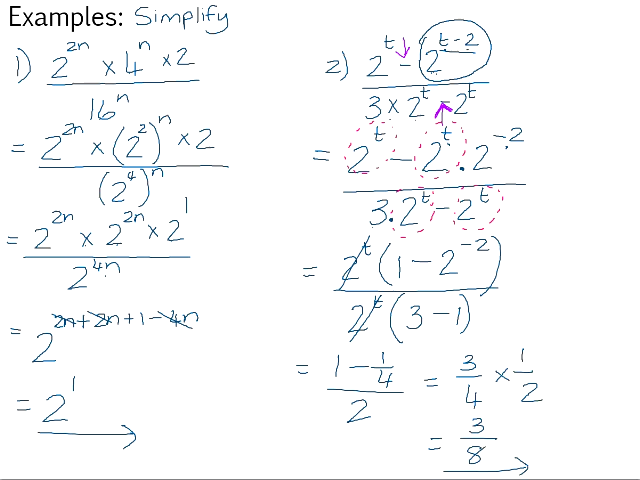 Examples: Simplify
1) 2^{2n} × 4^n × 2 / 16^n
= 2^{2n} × (2^2)^n × 2 / (2^4)^n
= 2^{2n} × 2^{2n} × 2^1 / 2^{4n}
= 2^{2n+2n+1-4n}
= 2^1
2) 2^t - 2^{t-2} / 3 × 2^t - 2^t
= 2^t - 2^t . 2^{-2} / 3.2^t - 2^t
= 2^t (1 - 2^{-2}) / 2^t (3 - 1)
= 1 - 1/4 / 2 = 3/4 × 1/2
= 3/8